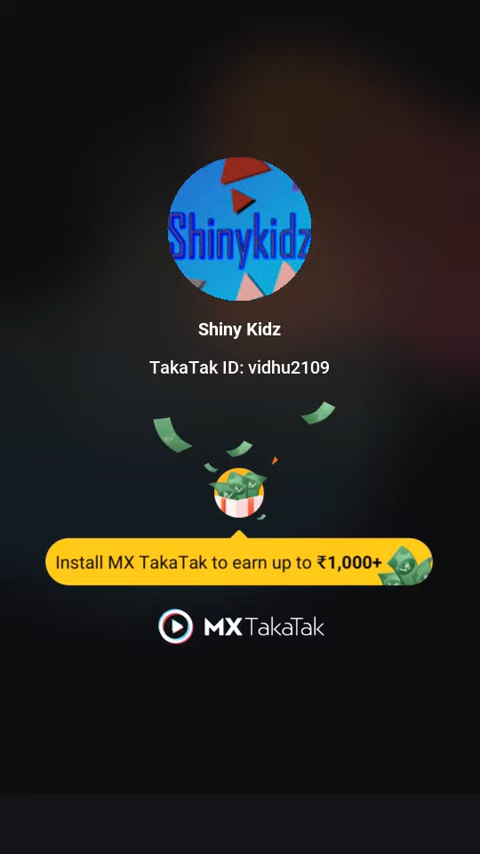 Shinykidz
Shiny Kidz
TakaTak ID: vidhu2109
Install MX TakaTak to earn up to ₹1,000+
MX TakaTak